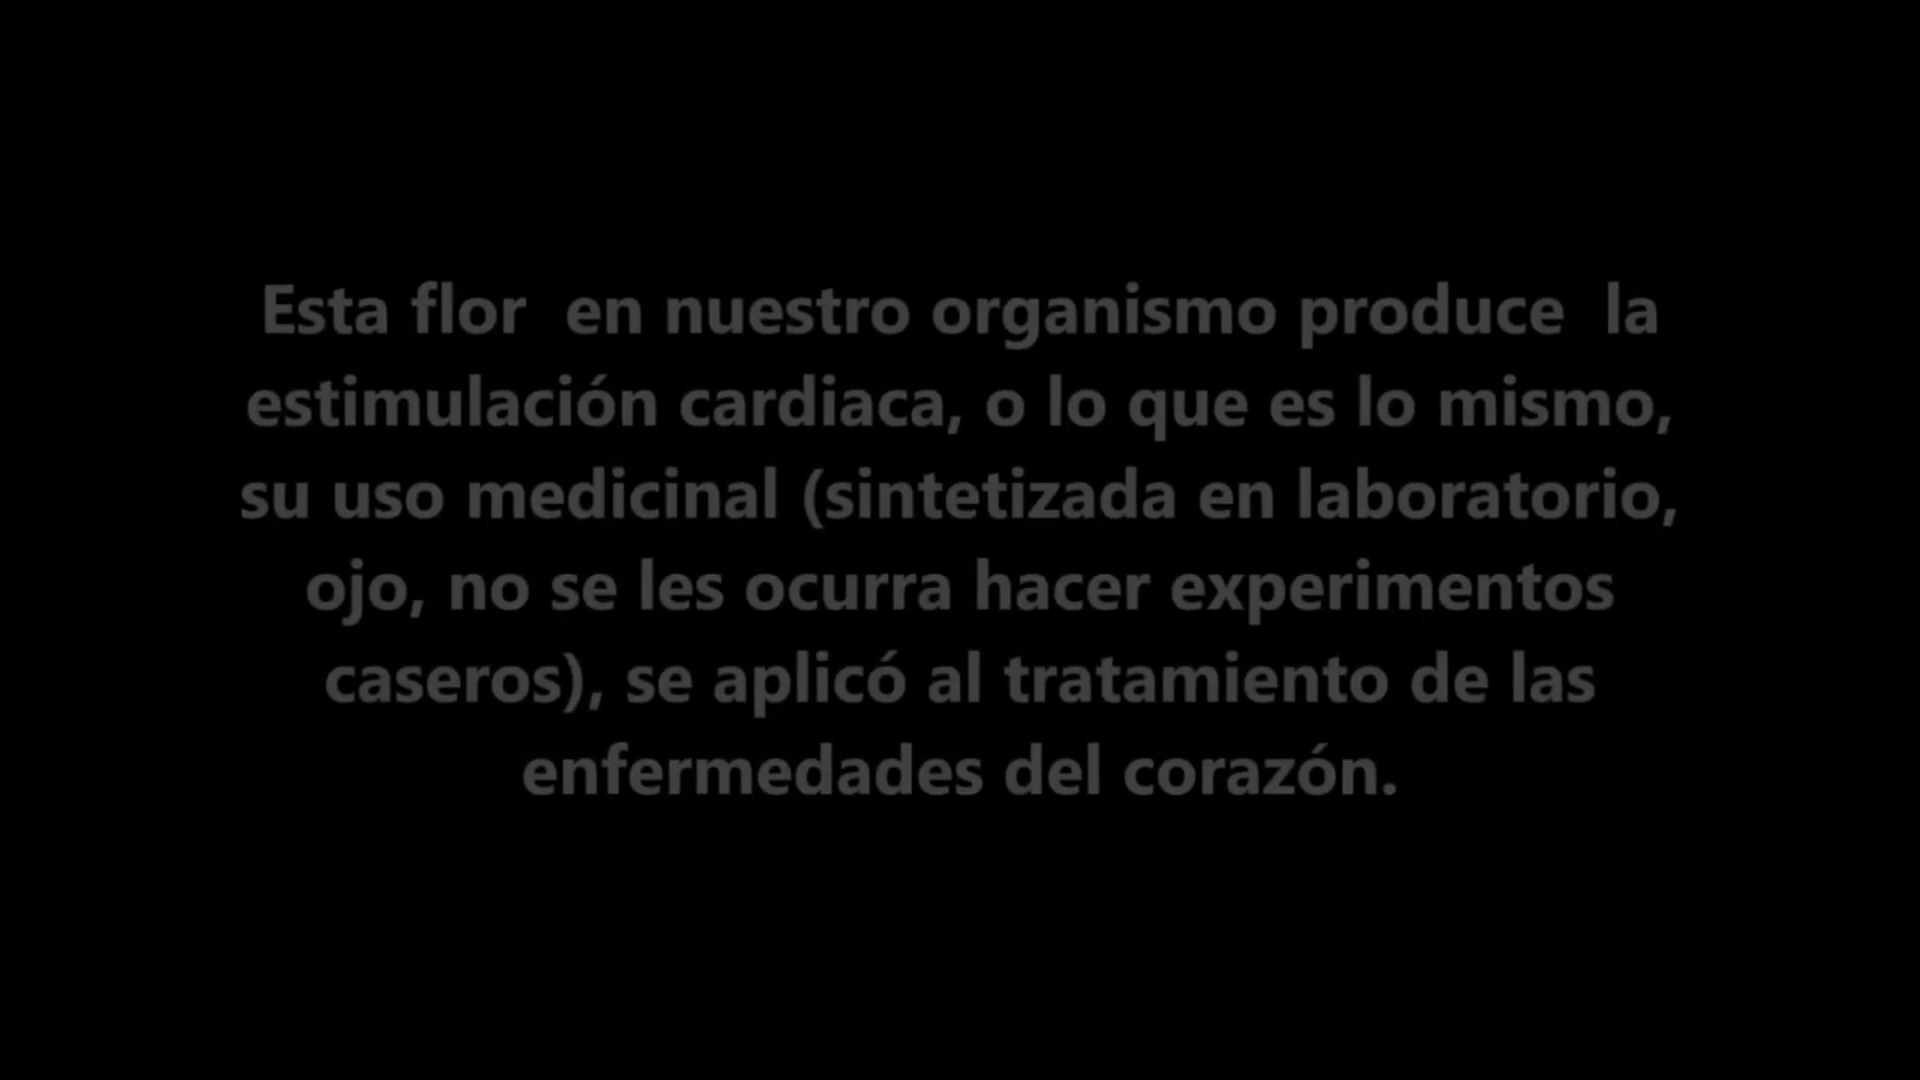 Esta flor  en nuestro organismo produce  la
estimulación cardiaca, o lo que es lo mismo,
su uso medicinal (sintetizada en laboratorio,
ojo, no se les ocurra hacer experimentos
caseros), se aplicó al tratamiento de las
enfermedades del corazón.